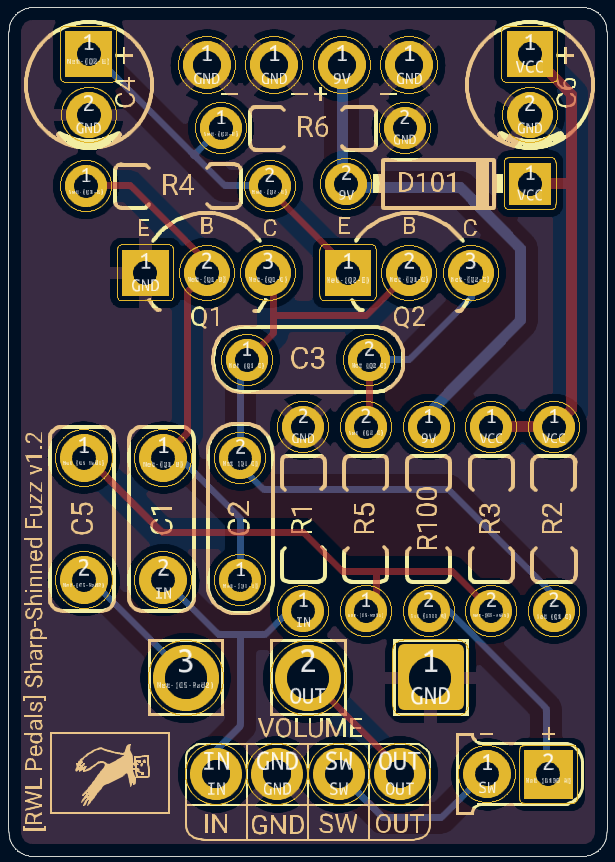 1 1 1 1 1 1
GND GND 9V GND VCC
+ +
C4 C6
2 2
GND GND
− − + −
1 R6 2
GND
1 R4 2 2 D101 1
9V VCC
E B C E B C
1 2 3 1 2 3
GND
Q1 Q2
1 C3 2
1 2 2 1 1
GND 9V VCC VCC
1 1 2
C5 C1 C2 R1 R5 R100 R3 R2
2 2 1
IN
1 1 2 2 2
IN
3 2 1
OUT GND
VOLUME
− +
IN GND SW OUT 1 2
IN GND SW OUT SW
IN GND SW OUT
[RWL Pedals] Sharp-Shinned Fuzz v1.2